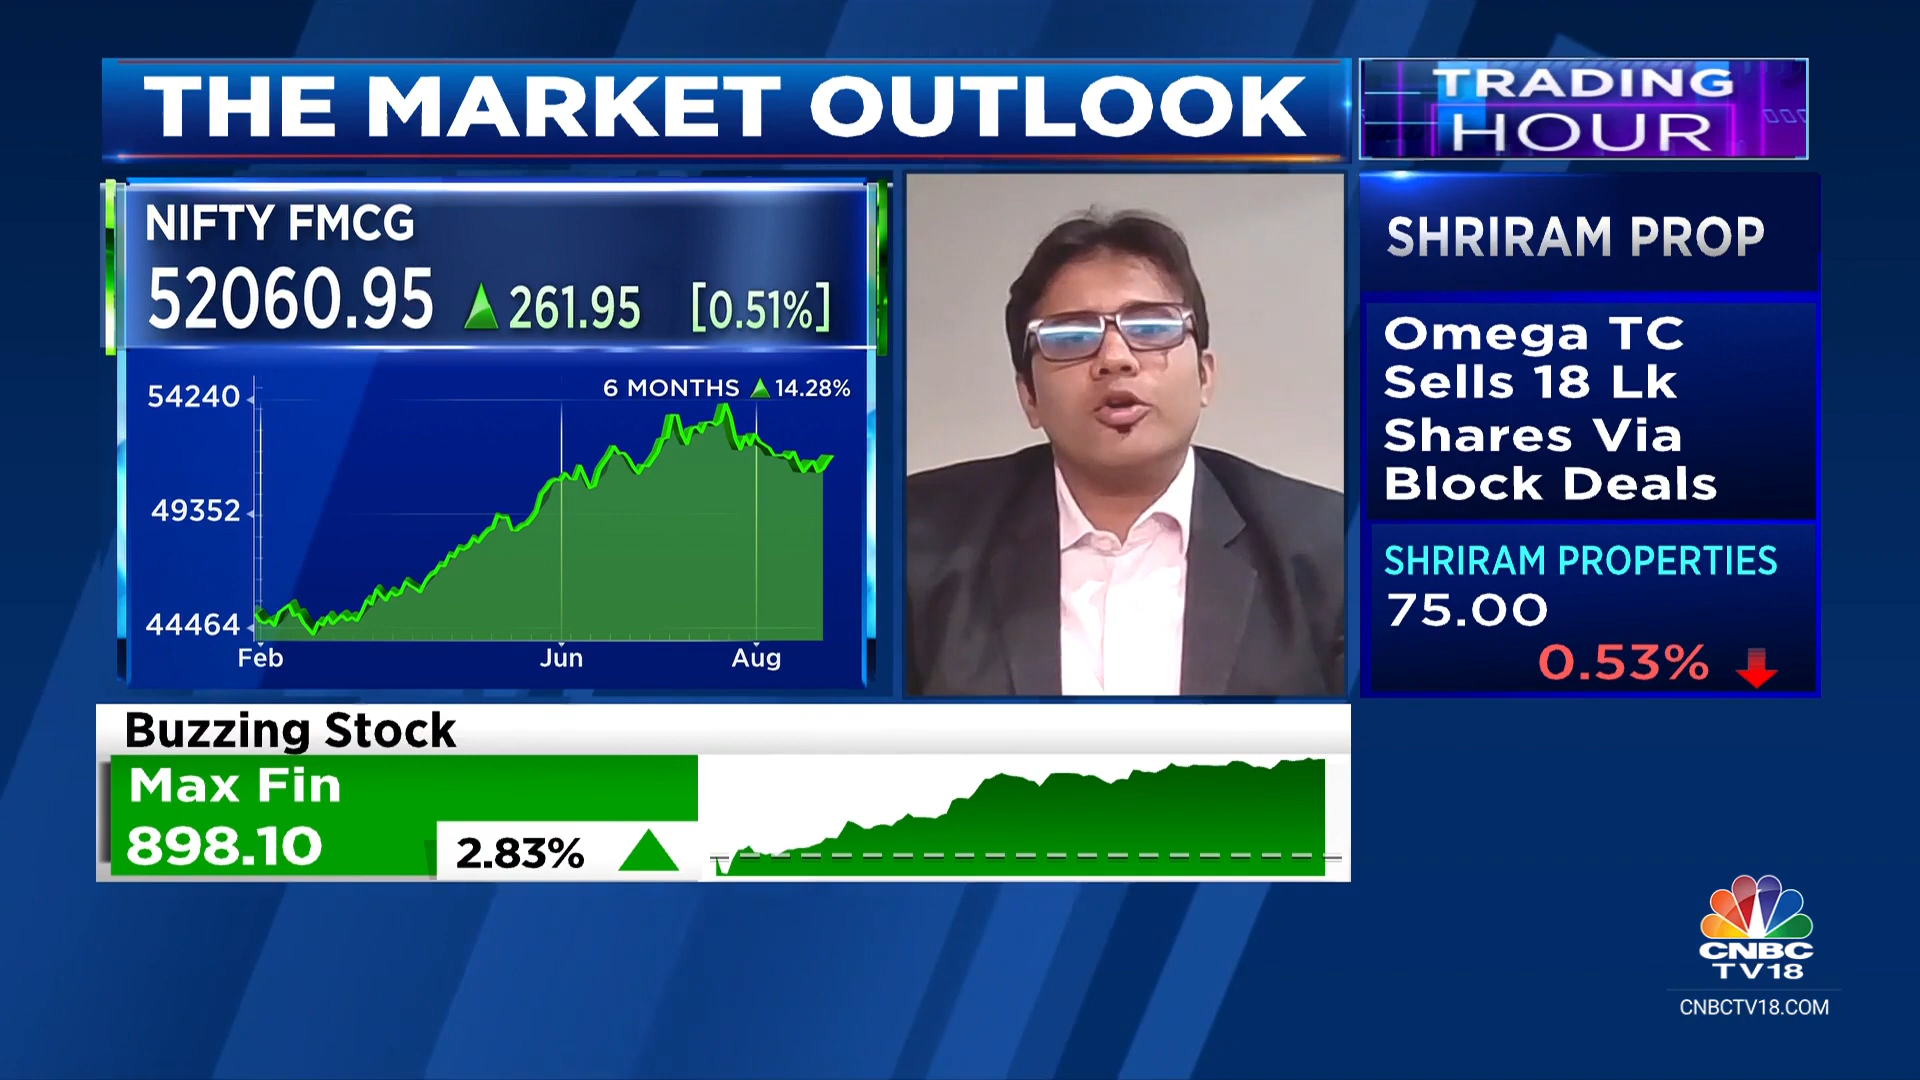 THE MARKET OUTLOOK
TRADING
HOUR
NIFTY FMCG
52060.95 ▲ 261.95 [0.51%]
6 MONTHS ▲ 14.28%
54240
49352
44464
Feb Jun Aug
SHRIRAM PROP
Omega TC
Sells 18 Lk
Shares Via
Block Deals
SHRIRAM PROPERTIES
75.00
0.53%
Buzzing Stock
Max Fin
898.10
2.83%
CNBC
TV18
CNBCTV18.COM